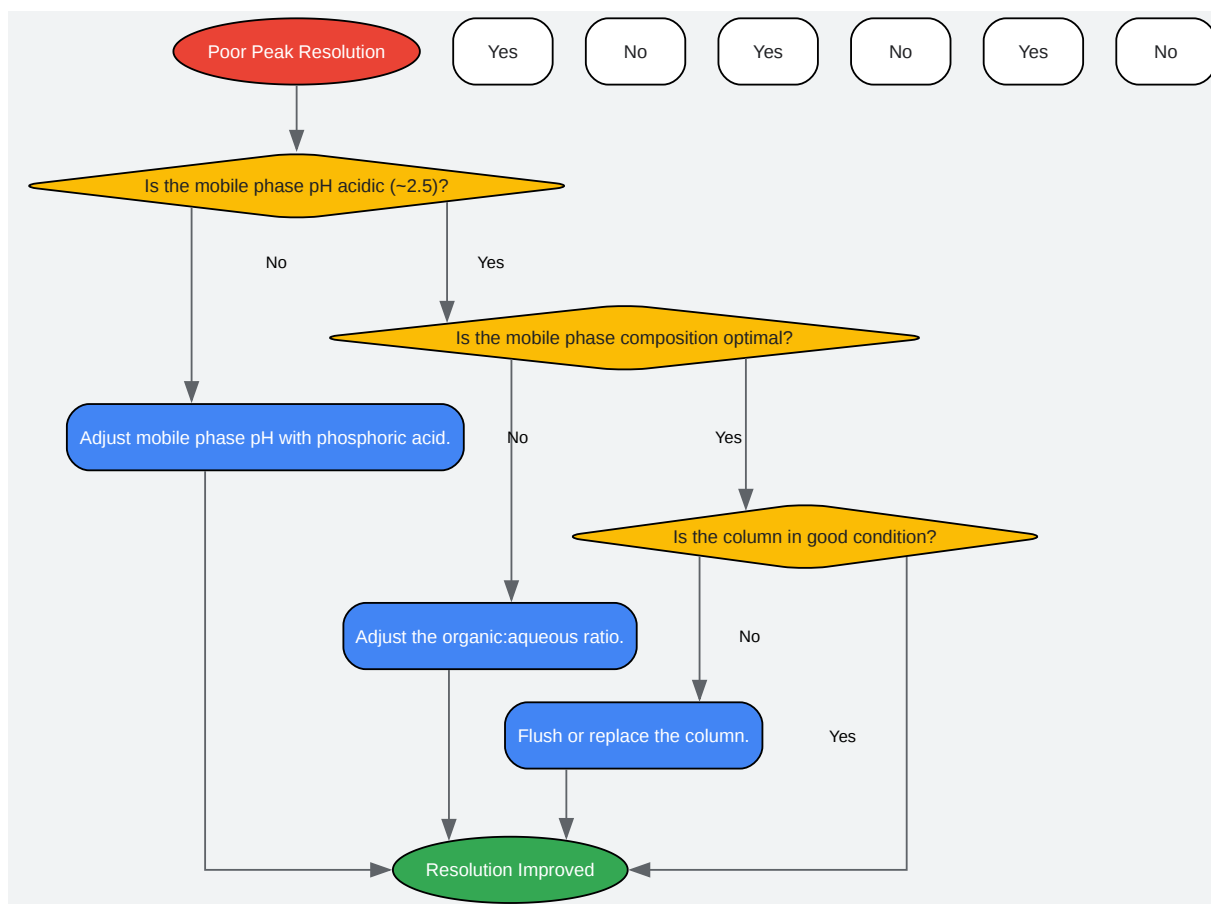 Poor Peak Resolution
Yes
No
Yes
No
Yes
No
Is the mobile phase pH acidic (~2.5)?
No
Yes
Is the mobile phase composition optimal?
Adjust mobile phase pH with phosphoric acid.
No
Yes
Is the column in good condition?
Adjust the organic:aqueous ratio.
No
Flush or replace the column.
Yes
Resolution Improved